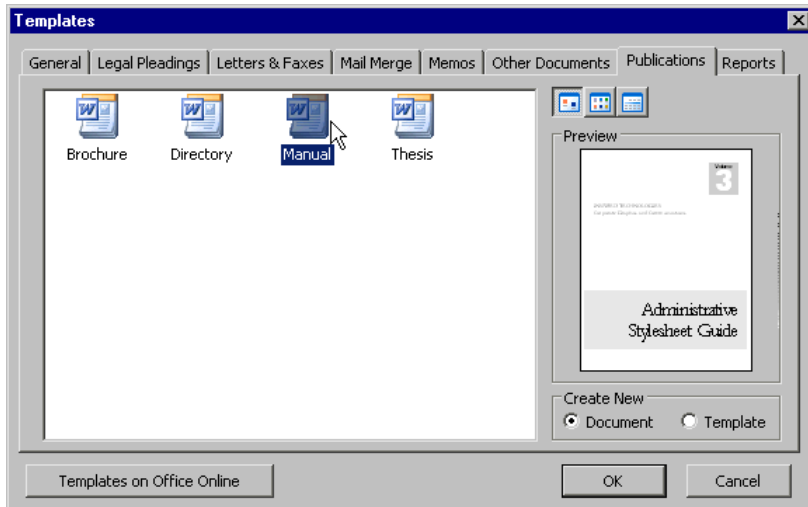 Templates
General Legal Pleadings Letters & Faxes Mail Merge Memos Other Documents Publications Reports
Brochure Directory Manual Thesis
Preview
Volume
3
Administrative
Stylesheet Guide
Create New
Document Template
Templates on Office Online OK Cancel